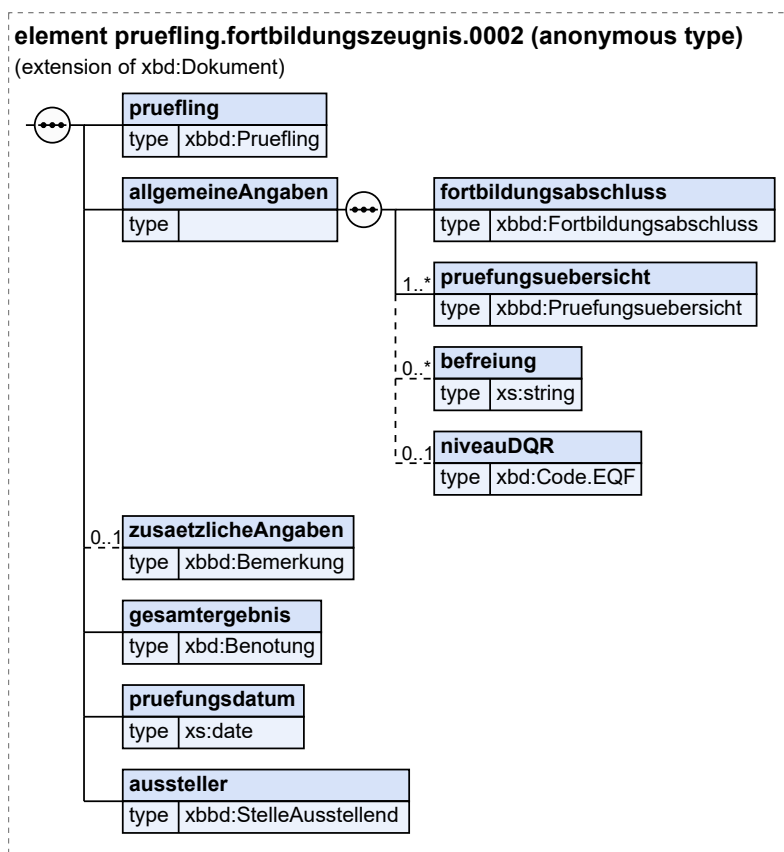 element pruefling.fortbildungszeugnis.0002 (anonymous type)
(extension of xbd:Dokument)
pruefling
type xbbd:Pruefling
allgemeineAngaben
type
fortbildungsabschluss
type xbbd:Fortbildungsabschluss
1..* pruefungsuebersicht
type xbbd:Pruefungsuebersicht
0..* befreiung
type xs:string
0..1 niveauDQR
type xbd:Code.EQF
0..1 zusaetzlicheAngaben
type xbbd:Bemerkung
gesamtergebnis
type xbd:Benotung
pruefungsdatum
type xs:date
aussteller
type xbbd:StelleAusstellend